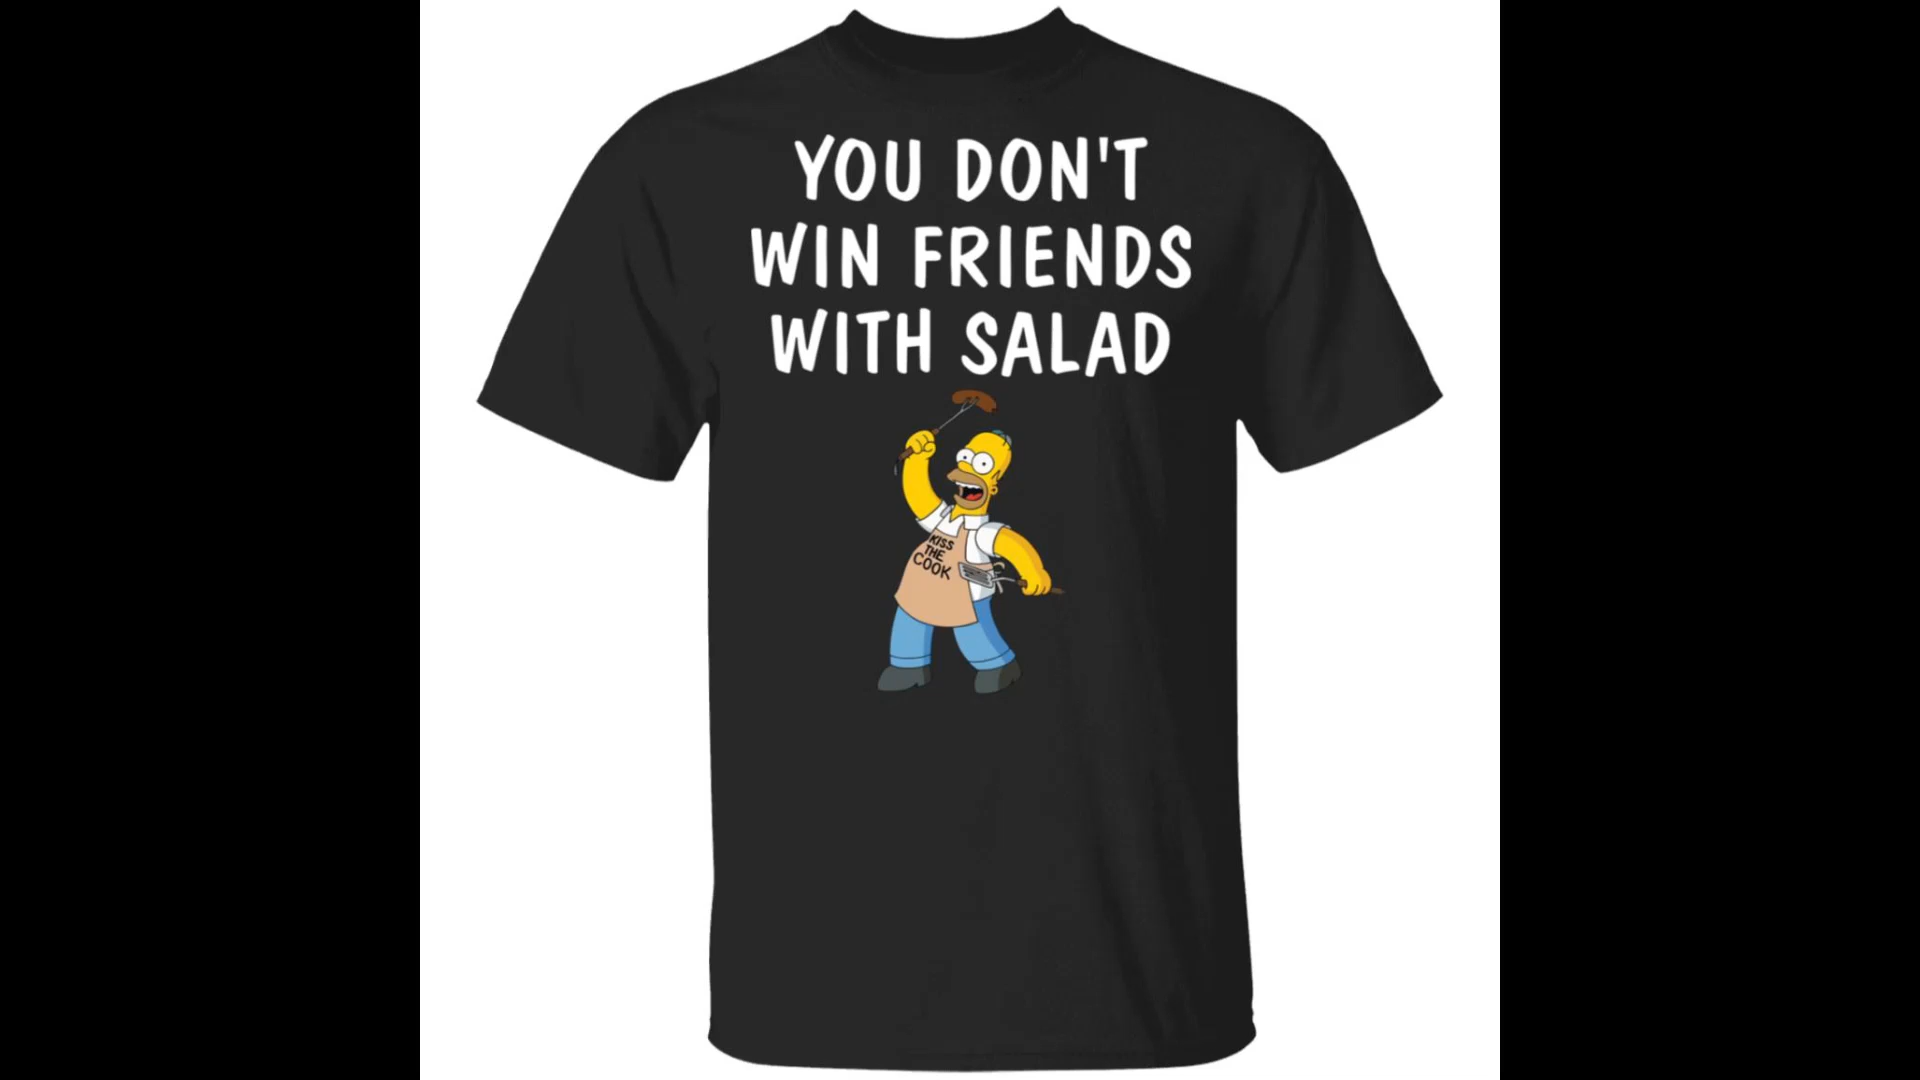 YOU DON'T
WIN FRIENDS
WITH SALAD
KISS
THE
COOK